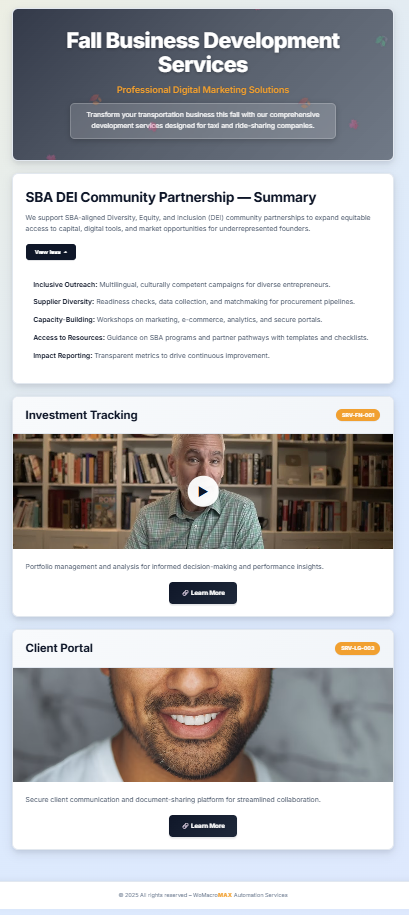 Fall Business Development
Services
Professional Digital Marketing Solutions
Transform your transportation business this fall with our comprehensive
development services designed for taxi and ride-sharing companies.
SBA DEI Community Partnership — Summary
We support SBA-aligned Diversity, Equity, and Inclusion (DEI) community partnerships to expand equitable
access to capital, digital tools, and market opportunities for underrepresented founders.
View less
Inclusive Outreach: Multilingual, culturally competent campaigns for diverse entrepreneurs.
Supplier Diversity: Readiness checks, data collection, and matchmaking for procurement pipelines.
Capacity-Building: Workshops on marketing, e-commerce, analytics, and secure portals.
Access to Resources: Guidance on SBA programs and partner pathways with templates and checklists.
Impact Reporting: Transparent metrics to drive continuous improvement.
Investment Tracking
SRV-FN-001
Portfolio management and analysis for informed decision-making and performance insights.
Learn More
Client Portal
SRV-LG-003
Secure client communication and document-sharing platform for streamlined collaboration.
Learn More
© 2025 All rights reserved – WoMacroMAX Automation Services